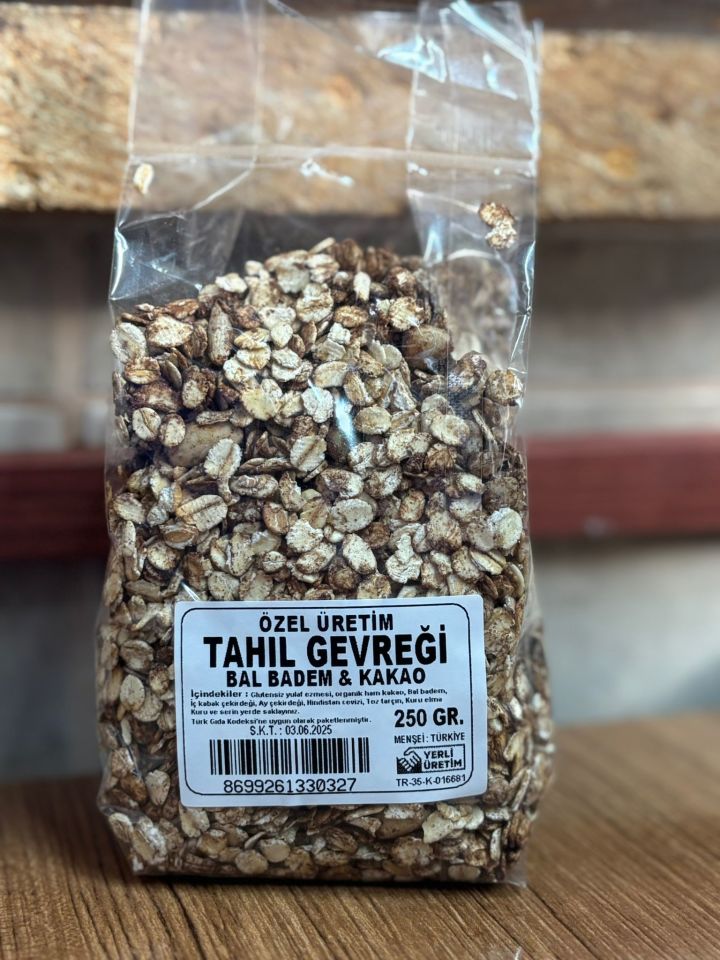 ÖZEL ÜRETİM
TAHIL GEVREĞİ
BAL BADEM & KAKAO
İçindekiler : Glutensiz yulaf ezmesi, organik ham kakao, Bal badem,
İç kabak çekirdeği, Ay çekirdeği, Hindistan cevizi, Toz tarçın, Kuru elma
Kuru ve serin yerde saklayınız.
Türk Gıda Kodeksi'ne uygun olarak paketlenmiştir.
S.K.T. : 03.06.2025
250 GR.
MENŞEİ : TÜRKİYE
YERLİ
ÜRETİM
8699261330327
TR-35-K-016681